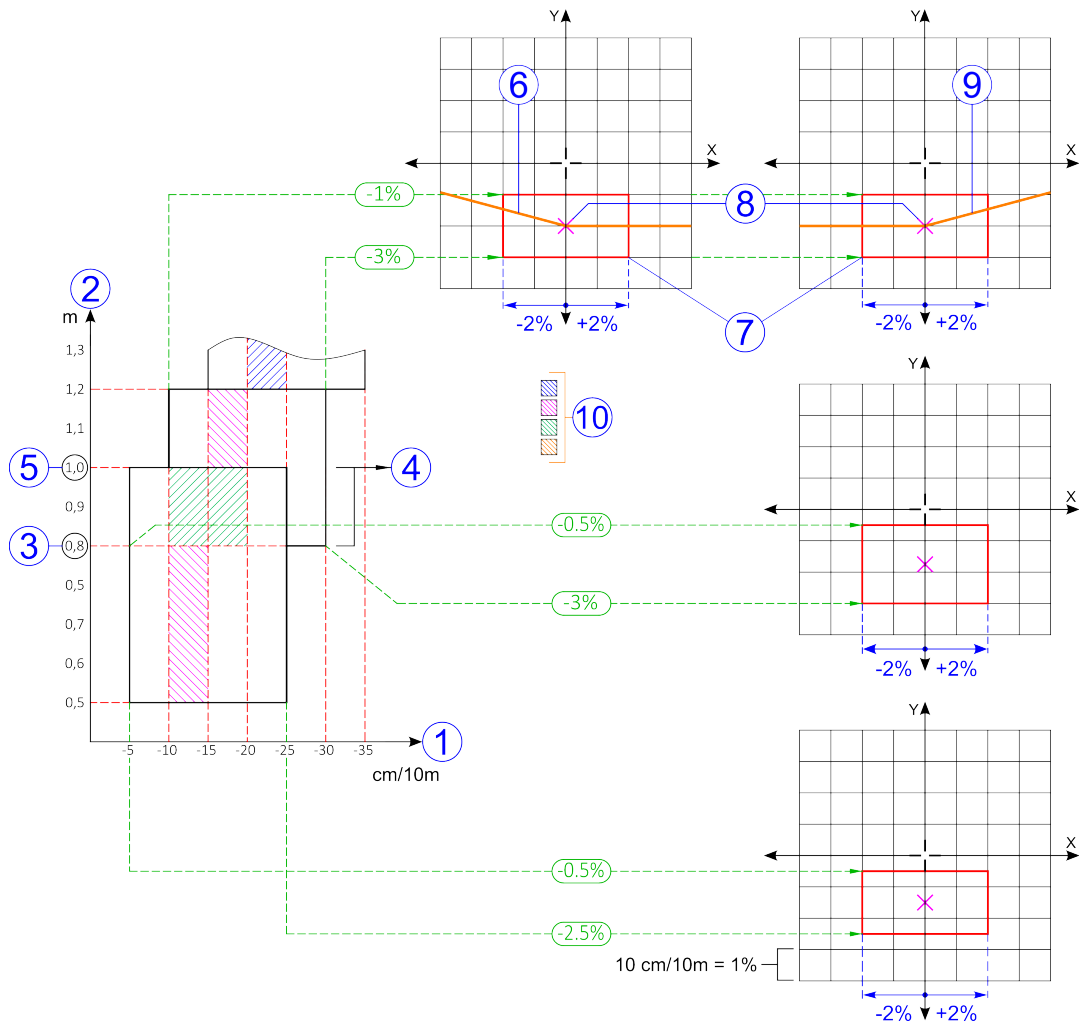 Y
Y
6
9
X
X
-1%
8
-3%
2
7
m
-2% +2%
-2% +2%
1,3
Y
1,2
10
1,1
5
1,0
4
0,9
X
-0.5%
3
0,8
0,5
-3%
0,7
0,6
-2% +2%
0,5
Y
1
-5 -10 -15 -20 -25 -30 -35
cm/10m
X
-0.5%
-2.5%
10 cm/10m = 1%
-2% +2%